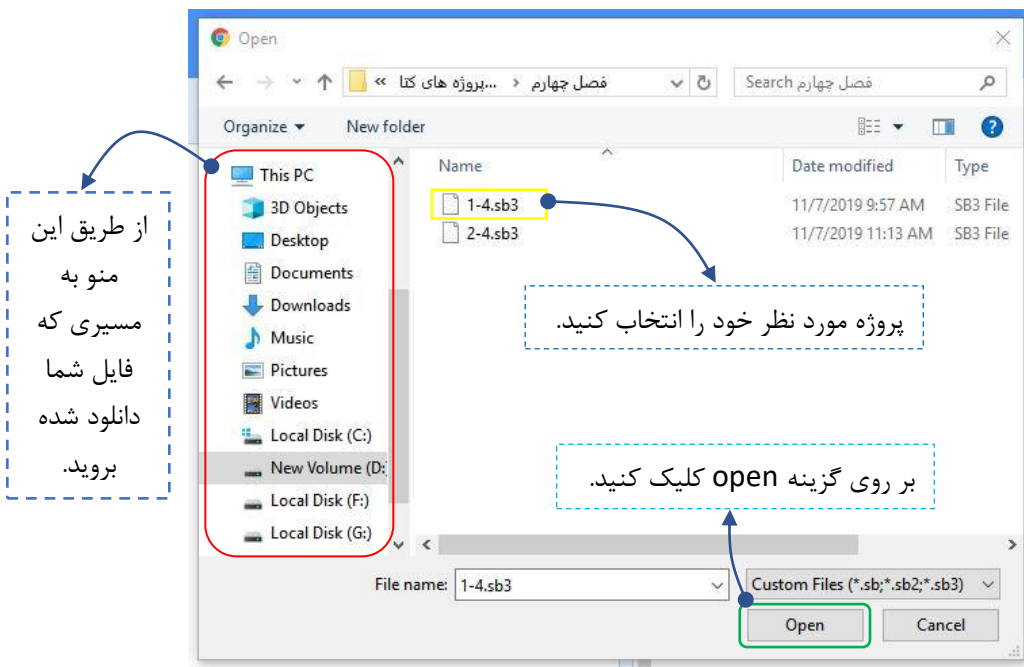 Open
فصل چهارم › ...پروژه های کتا «
Search فصل چهارم
Organize
New folder
Name
Date modified
Type
This PC
3D Objects
Desktop
Documents
Downloads
Music
Pictures
Videos
Local Disk (C:)
New Volume (D:
Local Disk (F:)
Local Disk (G:)
1-4.sb3
11/7/2019 9:57 AM
SB3 File
2-4.sb3
11/7/2019 11:13 AM
SB3 File
از طریق این
منو به
مسیری که
فایل شما
دانلود شده
بروید.
پروژه مورد نظر خود را انتخاب کنید.
بر روی گزینه open کلیک کنید.
File name:
1-4.sb3
Custom Files (*.sb;*.sb2;*.sb3)
Open
Cancel